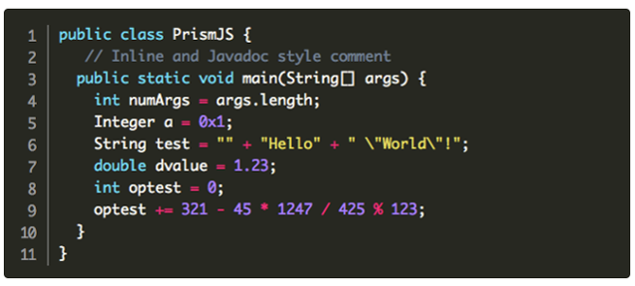 1 public class PrismJS {
2 // Inline and Javadoc style comment
3 public static void main(String[] args) {
4 int numArgs = args.length;
5 Integer a = 0x1;
6 String test = "" + "Hello" + " \"World\"!";
7 double dvalue = 1.23;
8 int optest = 0;
9 optest += 321 - 45 * 1247 / 425 % 123;
10 }
11 }